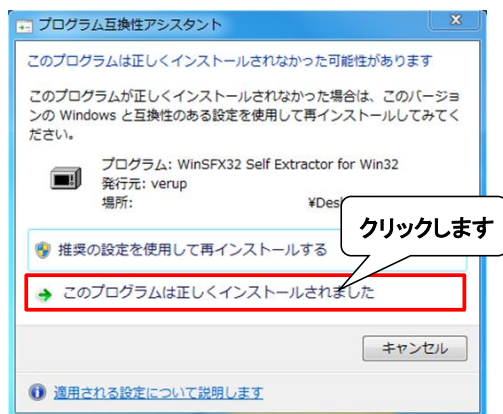 プログラム互換性アシスタント
このプログラムは正しくインストールされなかった可能性があります
このプログラムが正しくインストールされなかった場合は、このバージョ
ンの Windows と互換性のある設定を使用して再インストールしてみてく
ださい。
プログラム: WinSFX32 Self Extractor for Win32
発行元: verup
場所: ¥Des
クリックします
推奨の設定を使用して再インストールする
このプログラムは正しくインストールされました
キャンセル
適用される設定について説明します